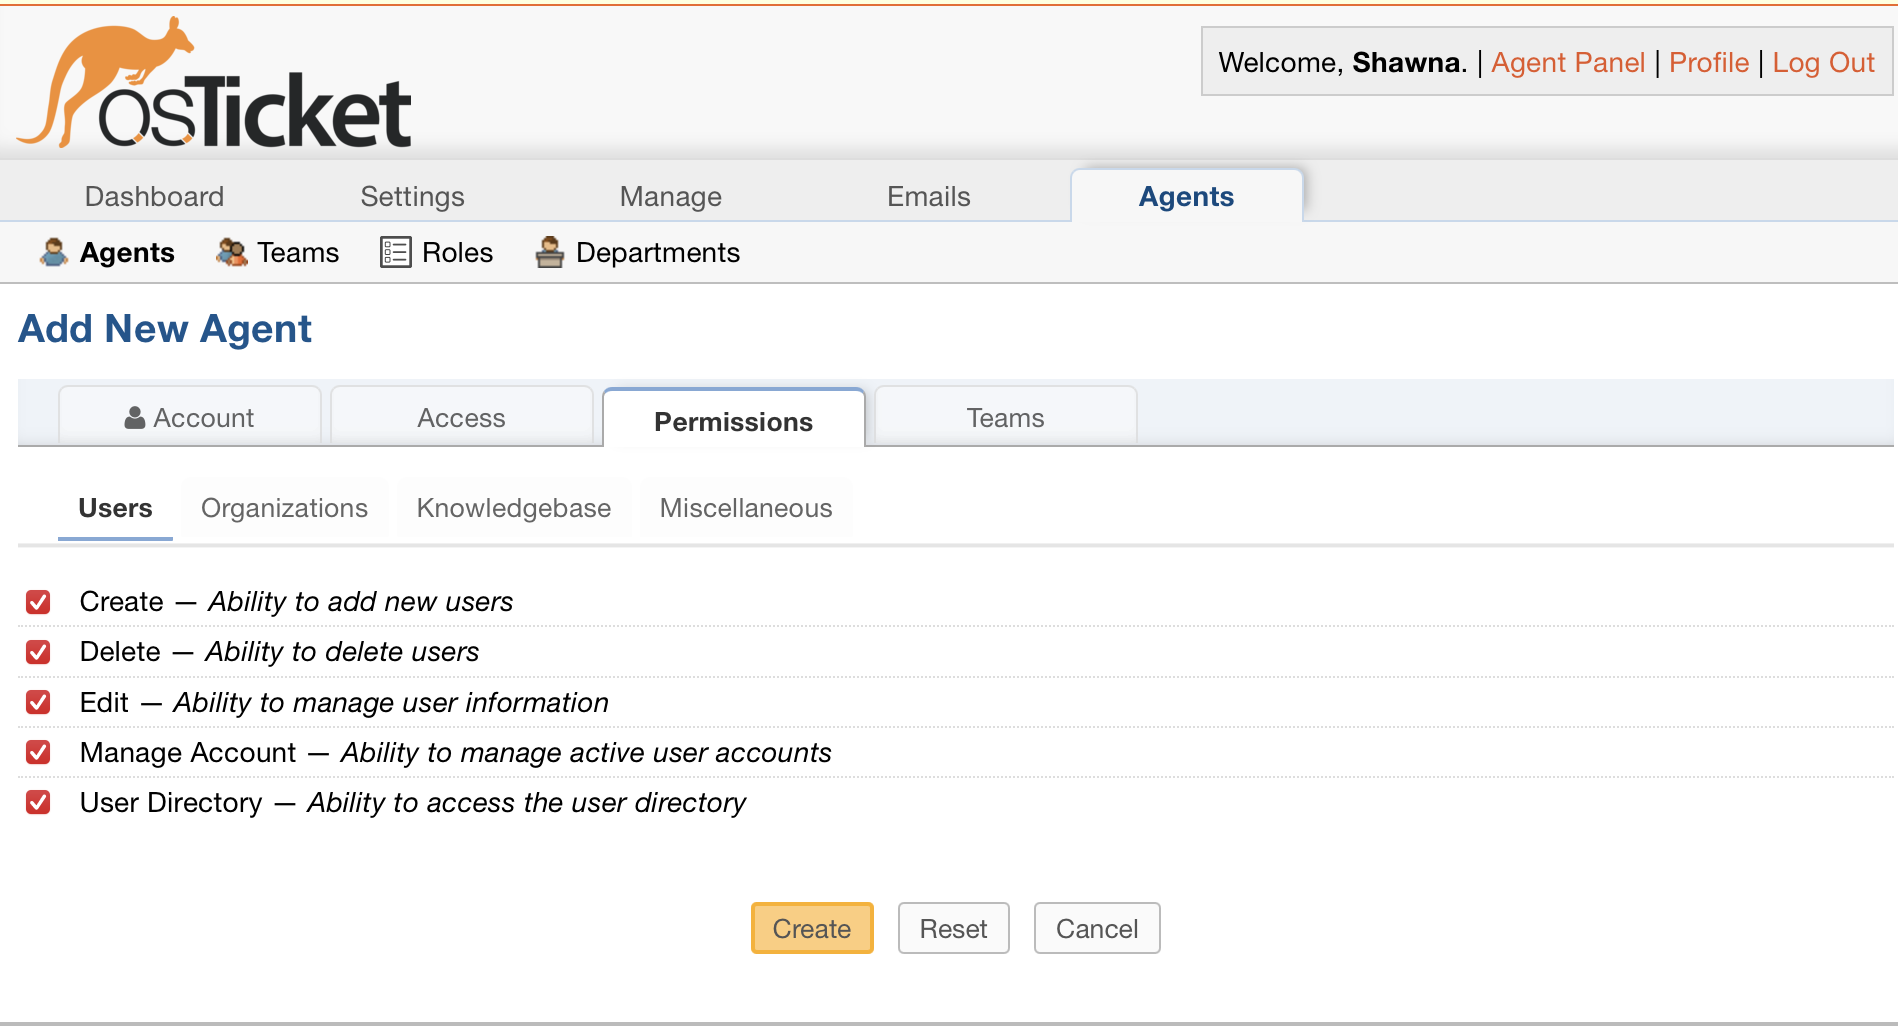 osTicket
Welcome, Shawna. | Agent Panel | Profile | Log Out
Dashboard Settings Manage Emails Agents
Agents Teams Roles Departments
Add New Agent
Account Access Permissions Teams
Users Organizations Knowledgebase Miscellaneous
Create — Ability to add new users
Delete — Ability to delete users
Edit — Ability to manage user information
Manage Account — Ability to manage active user accounts
User Directory — Ability to access the user directory
Create Reset Cancel